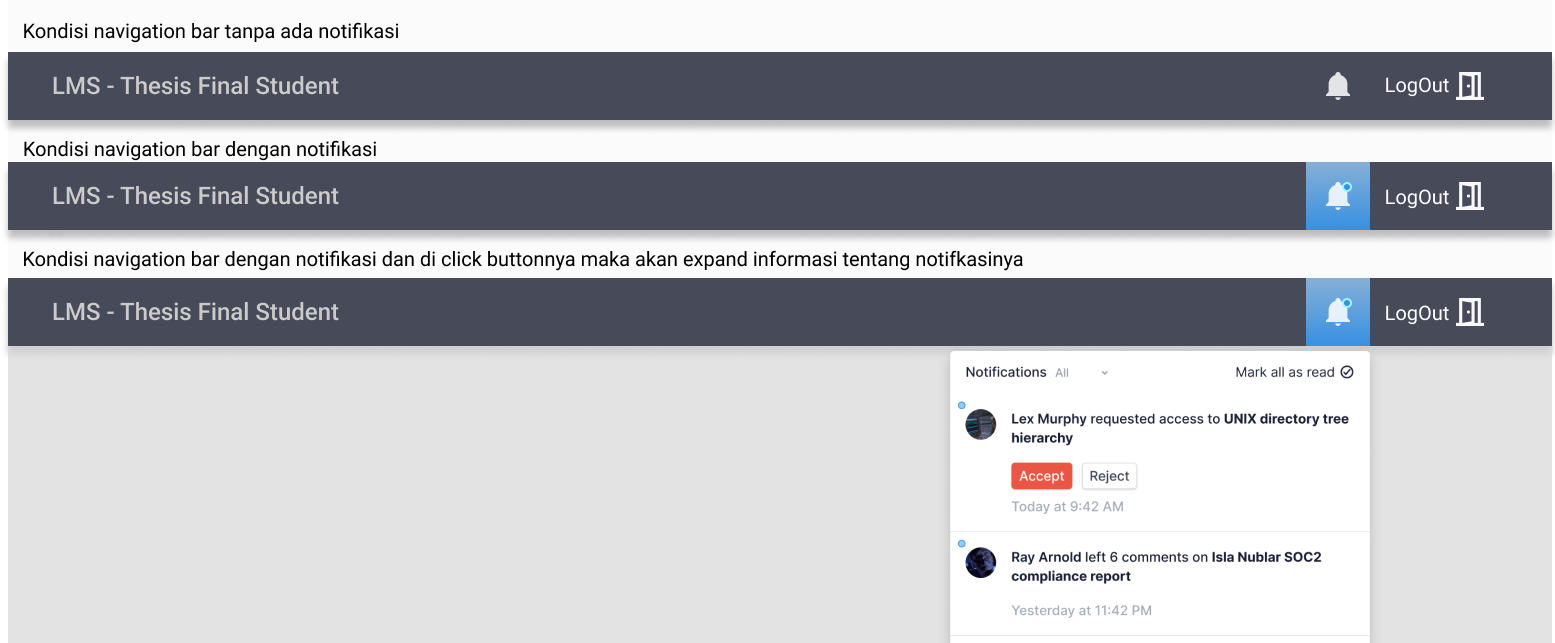 Kondisi navigation bar tanpa ada notifikasi
LMS - Thesis Final Student
LogOut
Kondisi navigation bar dengan notifikasi
LMS - Thesis Final Student
LogOut
Kondisi navigation bar dengan notifikasi dan di click buttonnya maka akan expand informasi tentang notifkasinya
LMS - Thesis Final Student
LogOut
Notifications All
Mark all as read
Lex Murphy requested access to UNIX directory tree
hierarchy
Accept
Reject
Today at 9:42 AM
Ray Arnold left 6 comments on Isla Nublar SOC2
compliance report
Yesterday at 11:42 PM